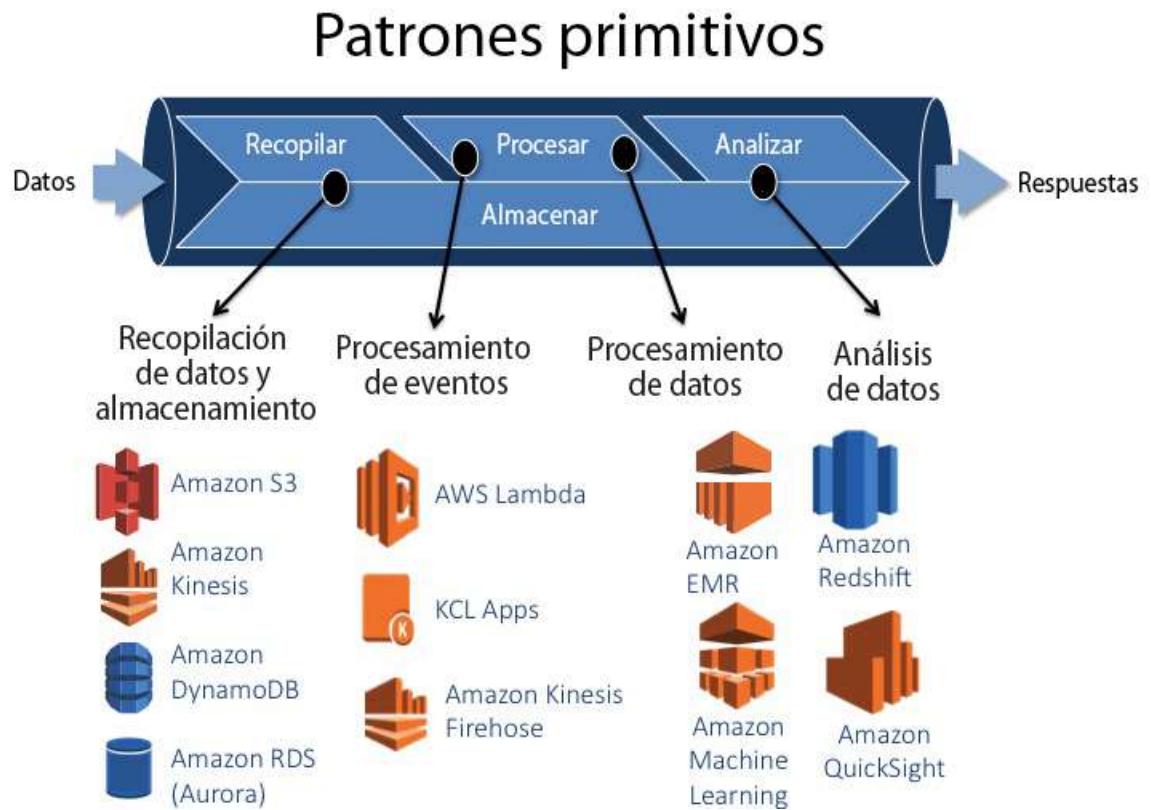 Patrones primitivos
Recopilar
Procesar
Analizar
Datos
Respuestas
Almacenar
Recopilación
de datos y
almacenamiento
Procesamiento
de eventos
Procesamiento
de datos
Análisis
de datos
Amazon S3
Amazon
Kinesis
Amazon
DynamoDB
Amazon RDS
(Aurora)
AWS Lambda
KCL Apps
K
Amazon Kinesis
Firehose
Amazon
EMR
Amazon
Machine
Learning
Amazon
Redshift
Amazon
QuickSight